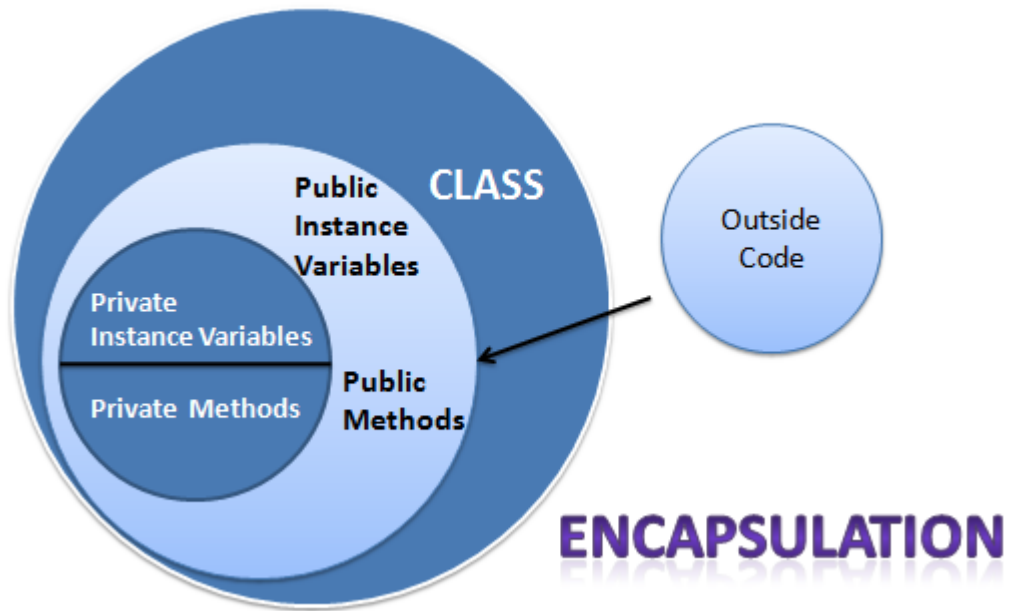 CLASS
Public
Instance
Variables
Private
Instance Variables
Private Methods
Public
Methods
Outside
Code
ENCAPSULATION